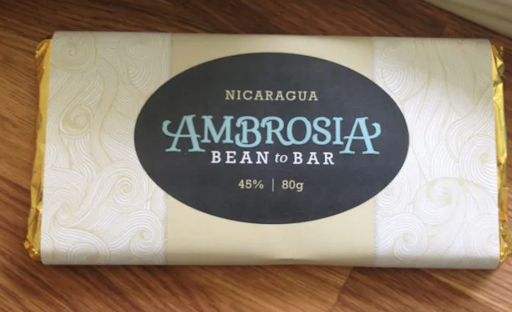 NICARAGUA
AMBROSIA
BEAN to BAR
45% | 80g